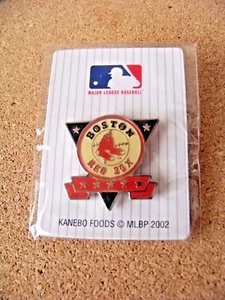 MAJOR LEAGUE BASEBALL
BOSTON
RED SOX
KANEBO FOODS © MLBP 2002